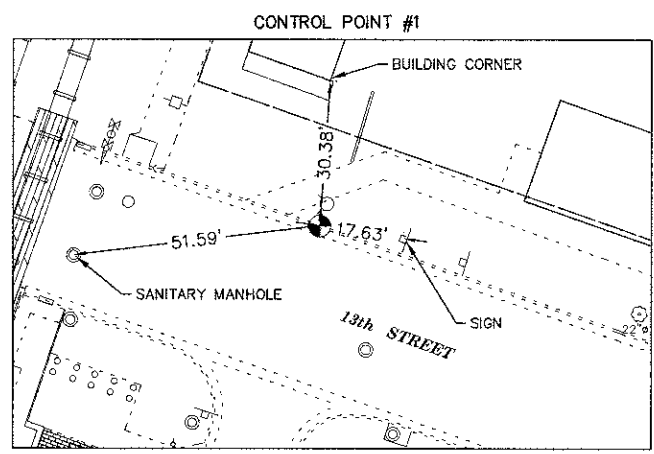 CONTROL POINT #1
BUILDING CORNER
30.38'
51.59'
17.63'
SANITARY MANHOLE
SIGN
13th STREET
22"ø